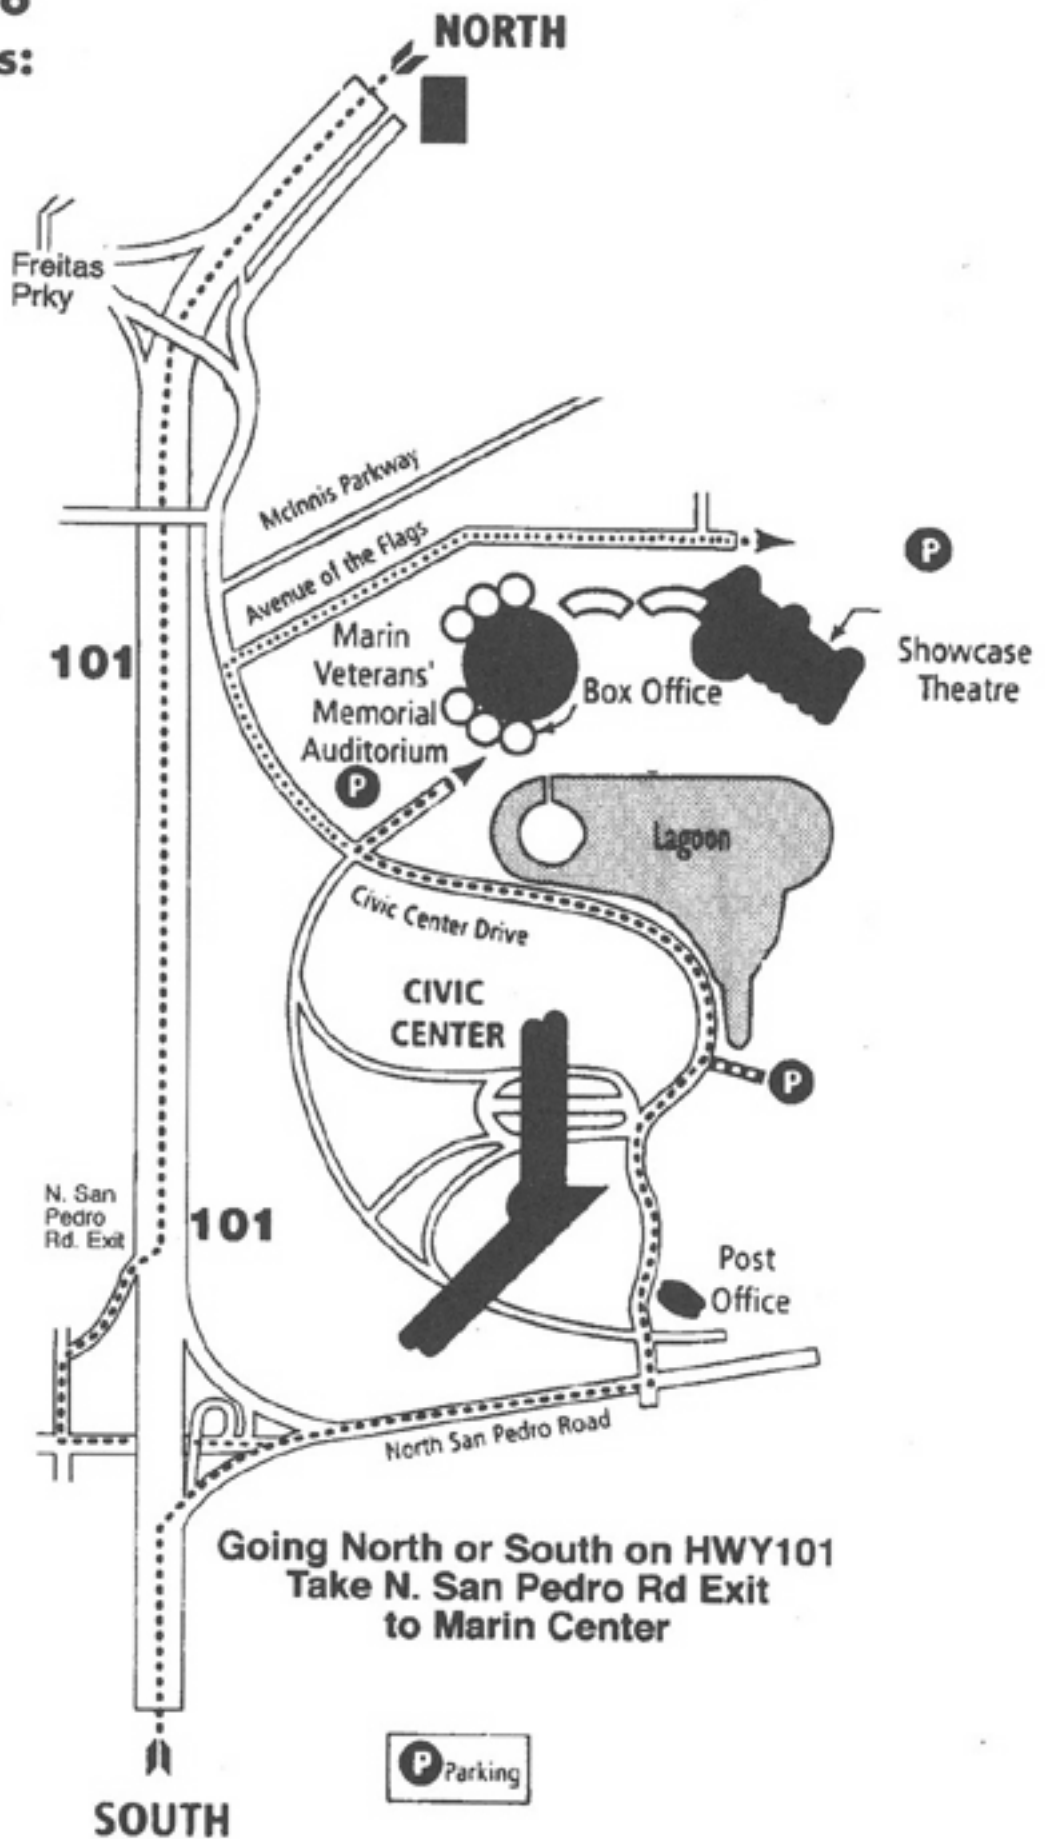 s:
NORTH
Freitas
Prky
McInnis Parkway
Avenue of the Flags
P
101
Marin
Veterans'
Memorial
Auditorium
Box Office
Showcase
Theatre
P
Lagoon
Civic Center Drive
CIVIC
CENTER
P
N. San
Pedro
Rd. Exit
101
Post
Office
North San Pedro Road
Going North or South on HWY101
Take N. San Pedro Rd Exit
to Marin Center
P Parking
SOUTH